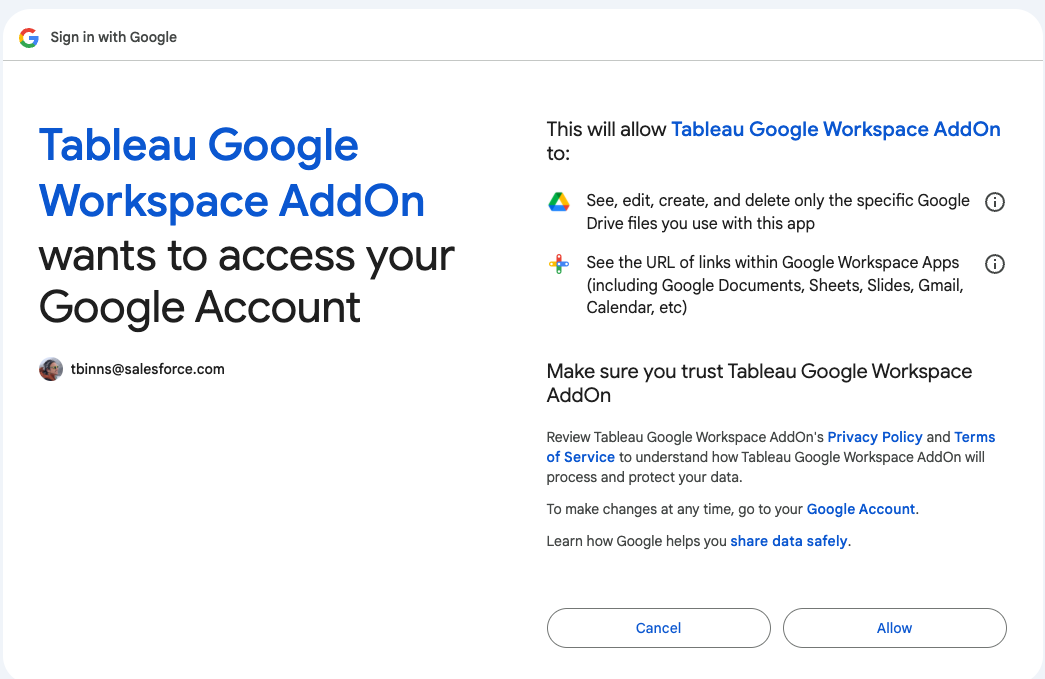 Sign in with Google
Tableau Google
Workspace AddOn
wants to access your
Google Account
tbinns@salesforce.com
This will allow Tableau Google Workspace AddOn
to:
See, edit, create, and delete only the specific Google
Drive files you use with this app
See the URL of links within Google Workspace Apps
(including Google Documents, Sheets, Slides, Gmail,
Calendar, etc)
Make sure you trust Tableau Google Workspace
AddOn
Review Tableau Google Workspace AddOn's Privacy Policy and Terms
of Service to understand how Tableau Google Workspace AddOn will
process and protect your data.
To make changes at any time, go to your Google Account.
Learn how Google helps you share data safely.
Cancel
Allow